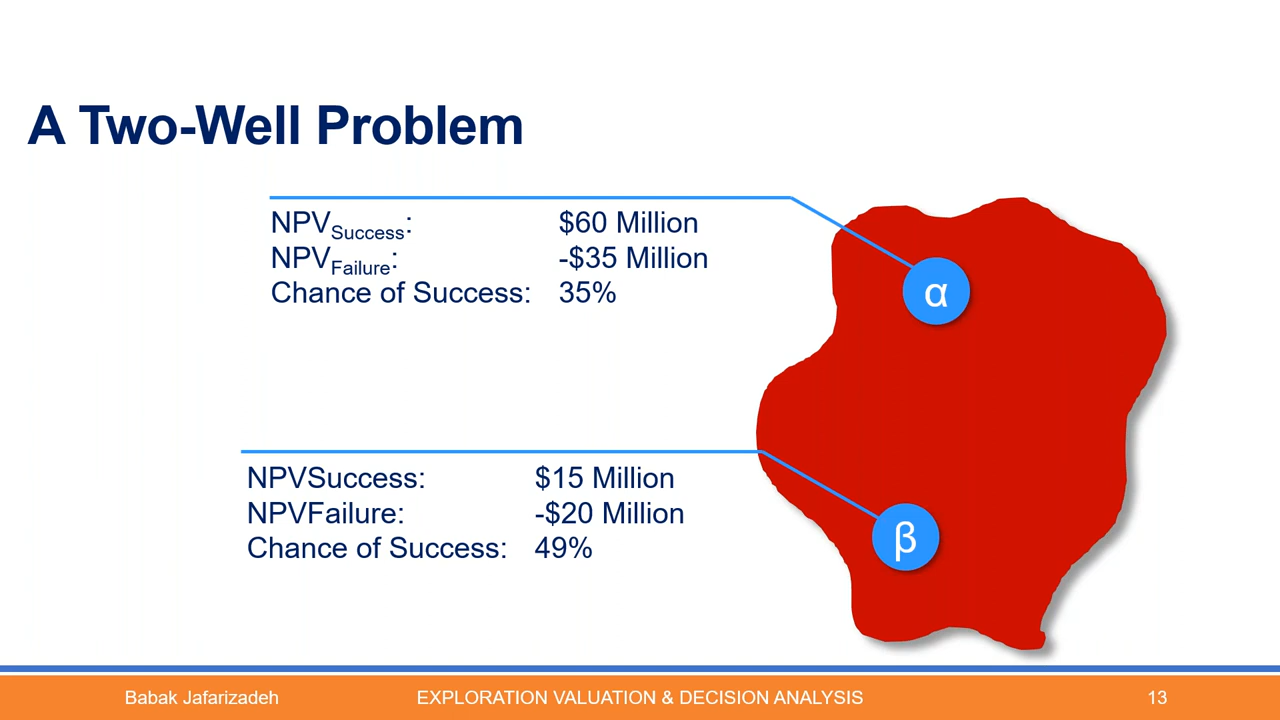 A Two-Well Problem
NPVSuccess: $60 Million
NPVFailure: -$35 Million
Chance of Success: 35%
α
NPVSuccess: $15 Million
NPVFailure: -$20 Million
Chance of Success: 49%
β
Babak Jafarizadeh EXPLORATION VALUATION & DECISION ANALYSIS 13